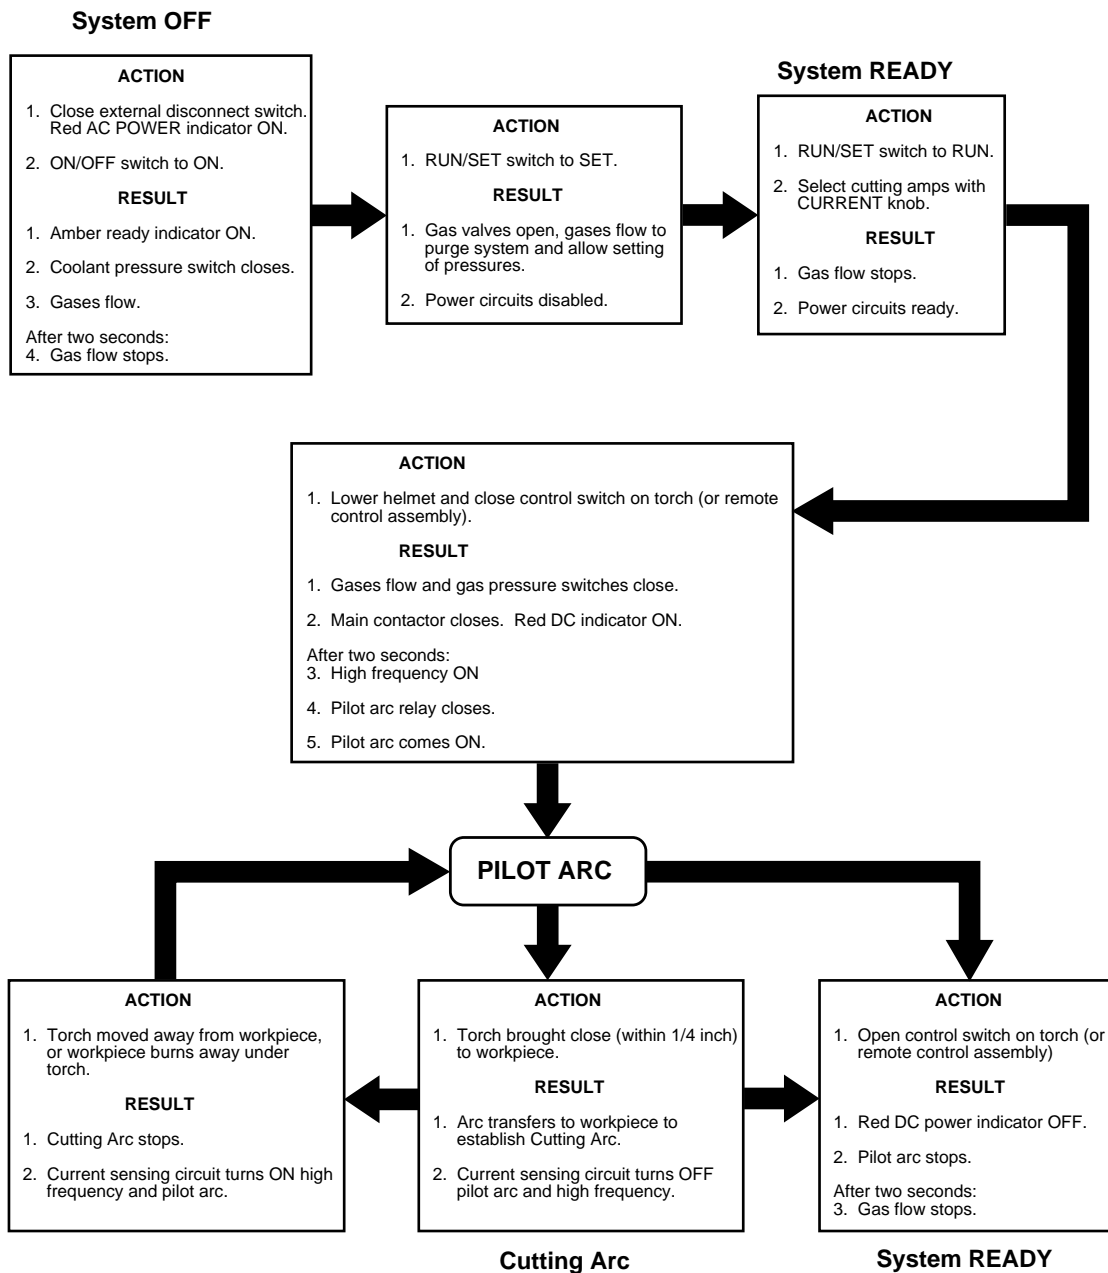 System OFF
ACTION
1. Close external disconnect switch.
Red AC POWER indicator ON.
2. ON/OFF switch to ON.
RESULT
1. Amber ready indicator ON.
2. Coolant pressure switch closes.
3. Gases flow.
After two seconds:
4. Gas flow stops.
ACTION
1. RUN/SET switch to SET.
RESULT
1. Gas valves open, gases flow to
purge system and allow setting
of pressures.
2. Power circuits disabled.
System READY
ACTION
1. RUN/SET switch to RUN.
2. Select cutting amps with
CURRENT knob.
RESULT
1. Gas flow stops.
2. Power circuits ready.
ACTION
1. Lower helmet and close control switch on torch (or remote
control assembly).
RESULT
1. Gases flow and gas pressure switches close.
2. Main contactor closes. Red DC indicator ON.
After two seconds:
3. High frequency ON
4. Pilot arc relay closes.
5. Pilot arc comes ON.
PILOT ARC
ACTION
1. Torch moved away from workpiece,
or workpiece burns away under
torch.
RESULT
1. Cutting Arc stops.
2. Current sensing circuit turns ON high
frequency and pilot arc.
ACTION
1. Torch brought close (within 1/4 inch)
to workpiece.
RESULT
1. Arc transfers to workpiece to
establish Cutting Arc.
2. Current sensing circuit turns OFF
pilot arc and high frequency.
Cutting Arc
ACTION
1. Open control switch on torch (or
remote control assembly)
RESULT
1. Red DC power indicator OFF.
2. Pilot arc stops.
After two seconds:
3. Gas flow stops.
System READY